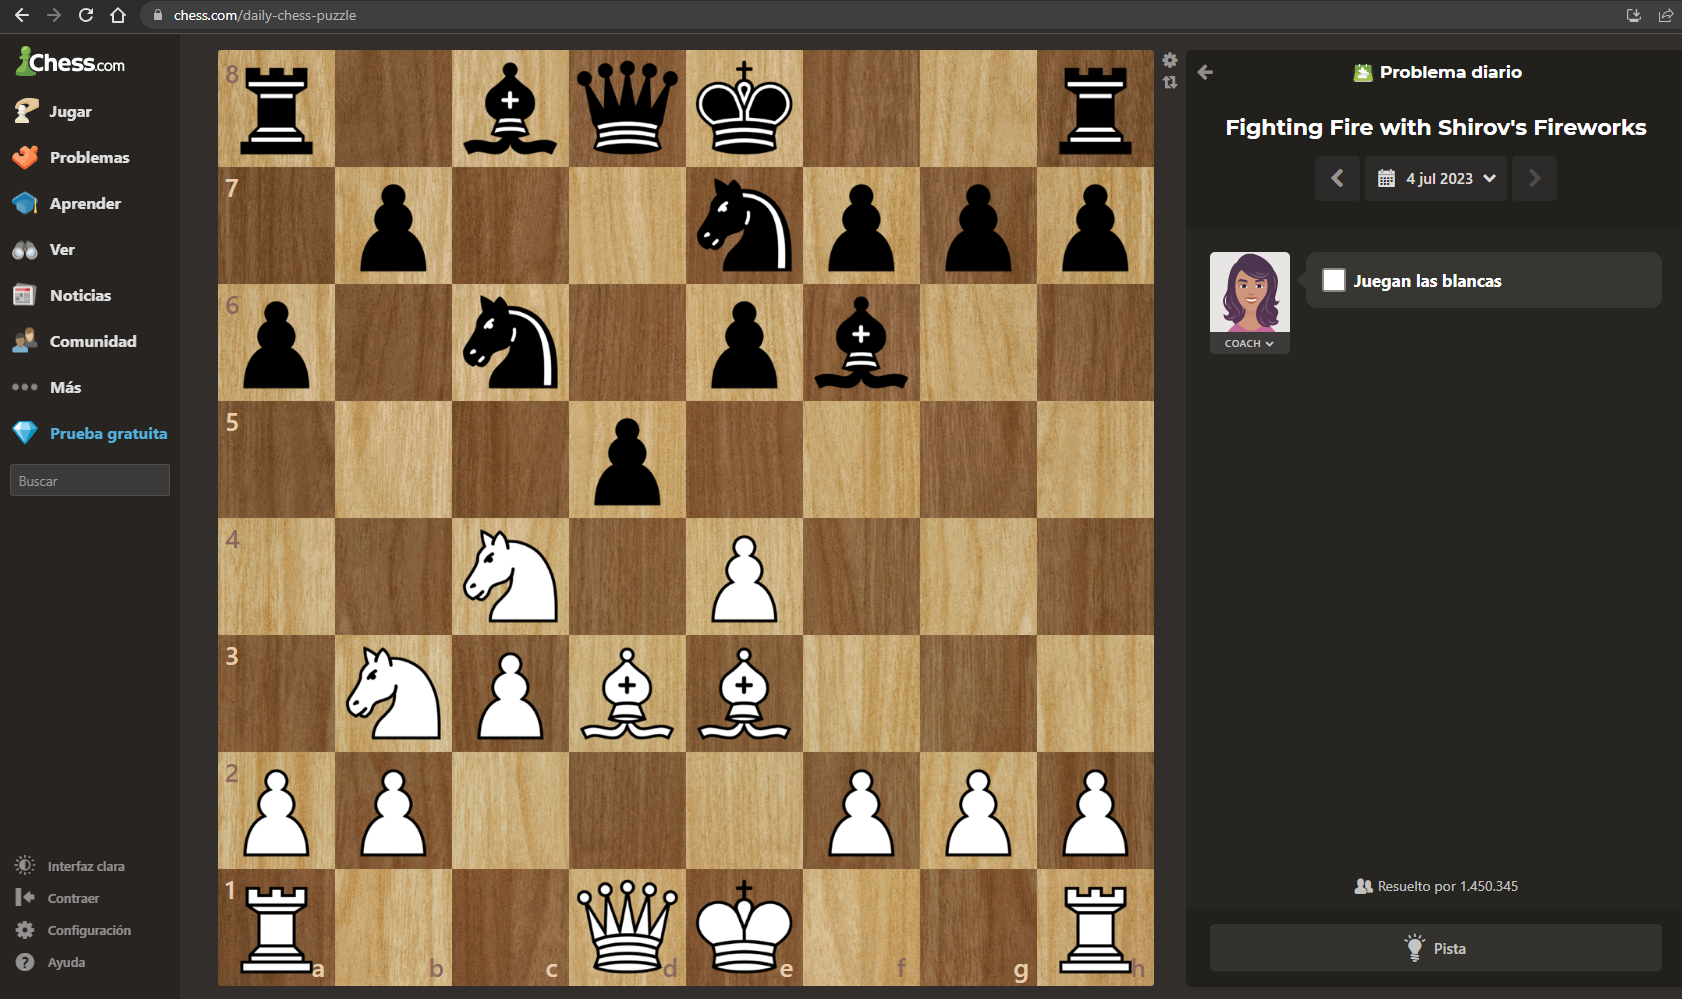 chess.com/daily-chess-puzzle
Chess.com
Jugar
Problemas
Aprender
Ver
Noticias
Comunidad
Más
Prueba gratuita
Buscar
Interfaz clara
Contraer
Configuración
Ayuda
8
7
6
5
4
3
2
1
a b c d e f g h
Problema diario
Fighting Fire with Shirov's Fireworks
4 jul 2023
COACH
Juegan las blancas
Resuelto por 1.450.345
Pista